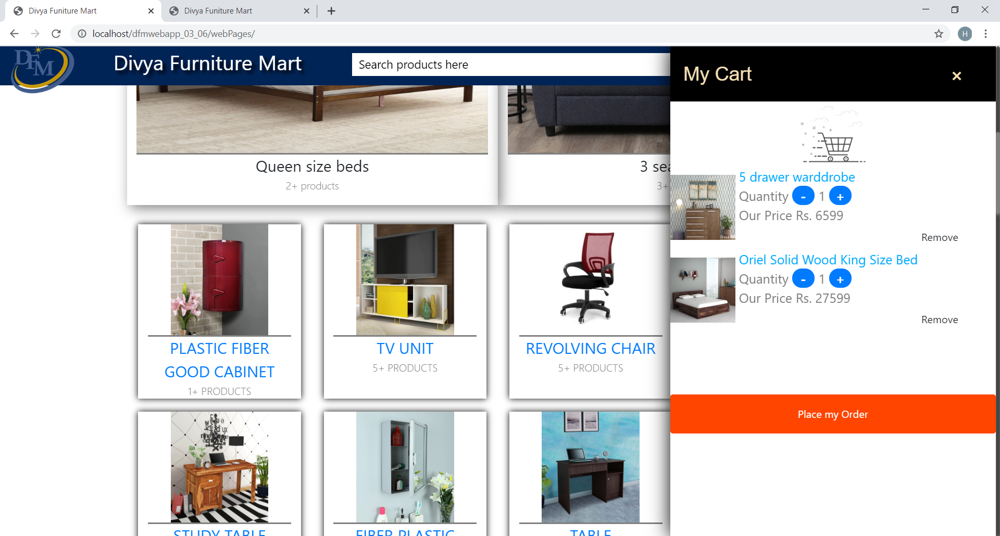 Divya Funiture Mart
Divya Funiture Mart
localhost/dfmwebapp_03_06/webPages/
H
DFM
Divya Furniture Mart
Search products here
My Cart
×
Queen size beds
2+ products
3 sea
3+
5 drawer warddrobe
Quantity - 1 +
Our Price Rs. 6599
Remove
Oriel Solid Wood King Size Bed
Quantity - 1 +
Our Price Rs. 27599
Remove
Place my Order
PLASTIC FIBER
GOOD CABINET
1+ PRODUCTS
TV UNIT
5+ PRODUCTS
REVOLVING CHAIR
5+ PRODUCTS
STUDY TABLE
FIBER PLASTIC
TABLE